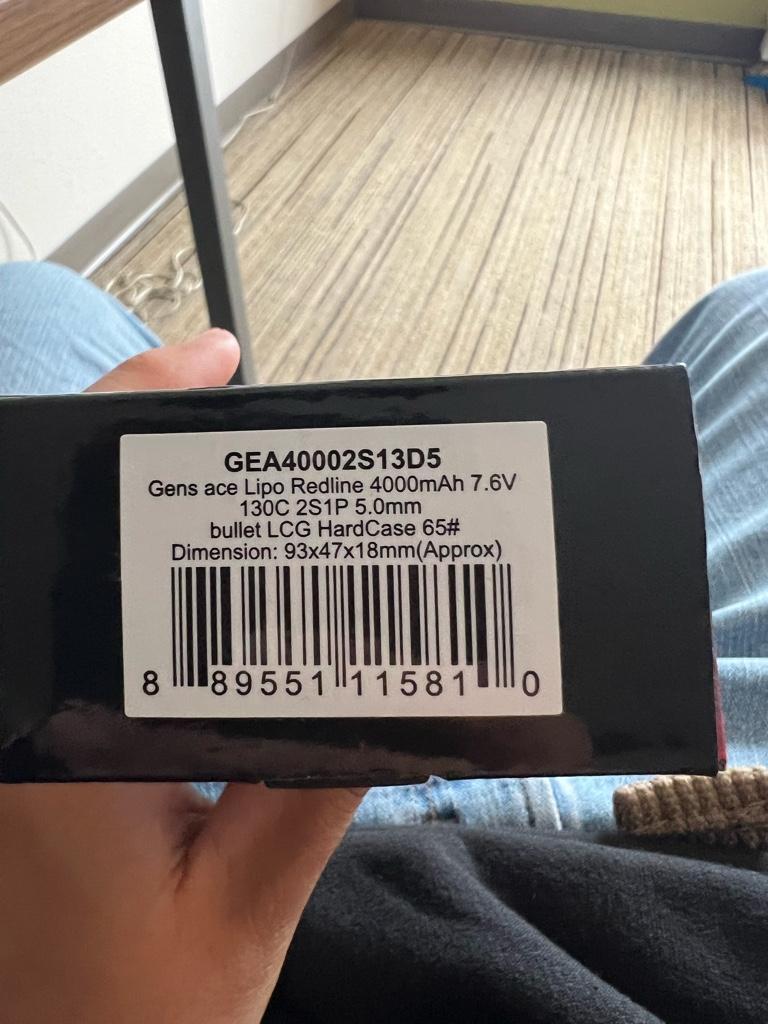 GEA40002S13D5
Gens ace Lipo Redline 4000mAh 7.6V
130C 2S1P 5.0mm
bullet LCG HardCase 65#
Dimension: 93x47x18mm(Approx)
8 89551 11581 0